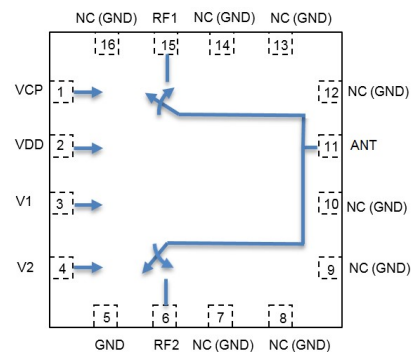 NC (GND) RF1 NC (GND) NC (GND)
16 15 14 13
VCP 1 12 NC (GND)
VDD 2 11 ANT
V1 3 10 NC (GND)
V2 4 9 NC (GND)
5 6 7 8
GND RF2 NC (GND) NC (GND)